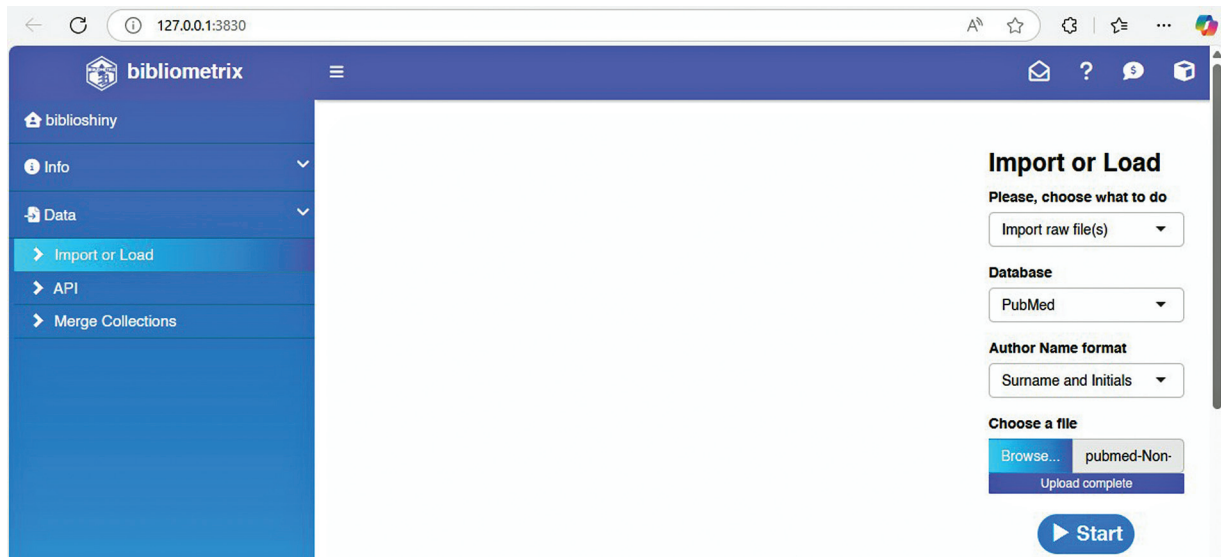 127.0.0.1:3830
bibliometrix
biblioshiny
Info
Data
Import or Load
API
Merge Collections
Import or Load
Please, choose what to do
Import raw file(s)
Database
PubMed
Author Name format
Surname and Initials
Choose a file
Browse... pubmed-Non-
Upload complete
Start